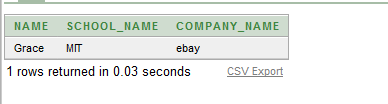 NAME SCHOOL_NAME COMPANY_NAME
Grace MIT ebay
1 rows returned in 0.03 seconds CSV Export